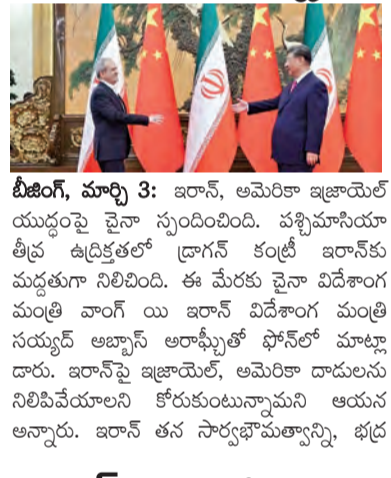 బీజింగ్, మార్చి 3: ఇరాన్, అమెరికా ఇజ్రాయెల్
యుద్ధంపై చైనా స్పందించింది. పశ్చిమాసియా
తీవ్ర ఉద్రిక్తతలో డ్రాగన్ కంట్రీ ఇరాన్‌కు
మద్దతుగా నిలిచింది. ఈ మేరకు చైనా విదేశాంగ
మంత్రి వాంగ్ యి ఇరాన్ విదేశాంగ మంత్రి
సయ్యద్ అబ్బాస్ అరాఘ్చీతో ఫోన్‌లో మాట్లా
డారు. ఇరాన్‌పై ఇజ్రాయెల్, అమెరికా దాడులను
నిలిపివేయాలని కోరుకుంటున్నామని ఆయన
అన్నారు. ఇరాన్ తన సార్వభౌమత్వాన్ని, భద్ర